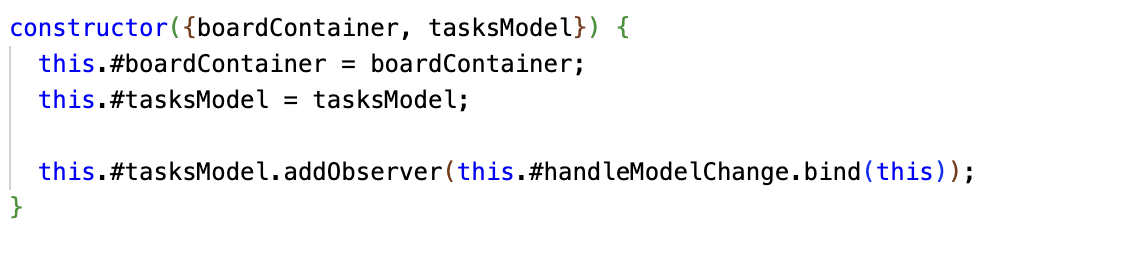 constructor({boardContainer, tasksModel}) {
  this.#boardContainer = boardContainer;
  this.#tasksModel = tasksModel;

  this.#tasksModel.addObserver(this.#handleModelChange.bind(this));
}